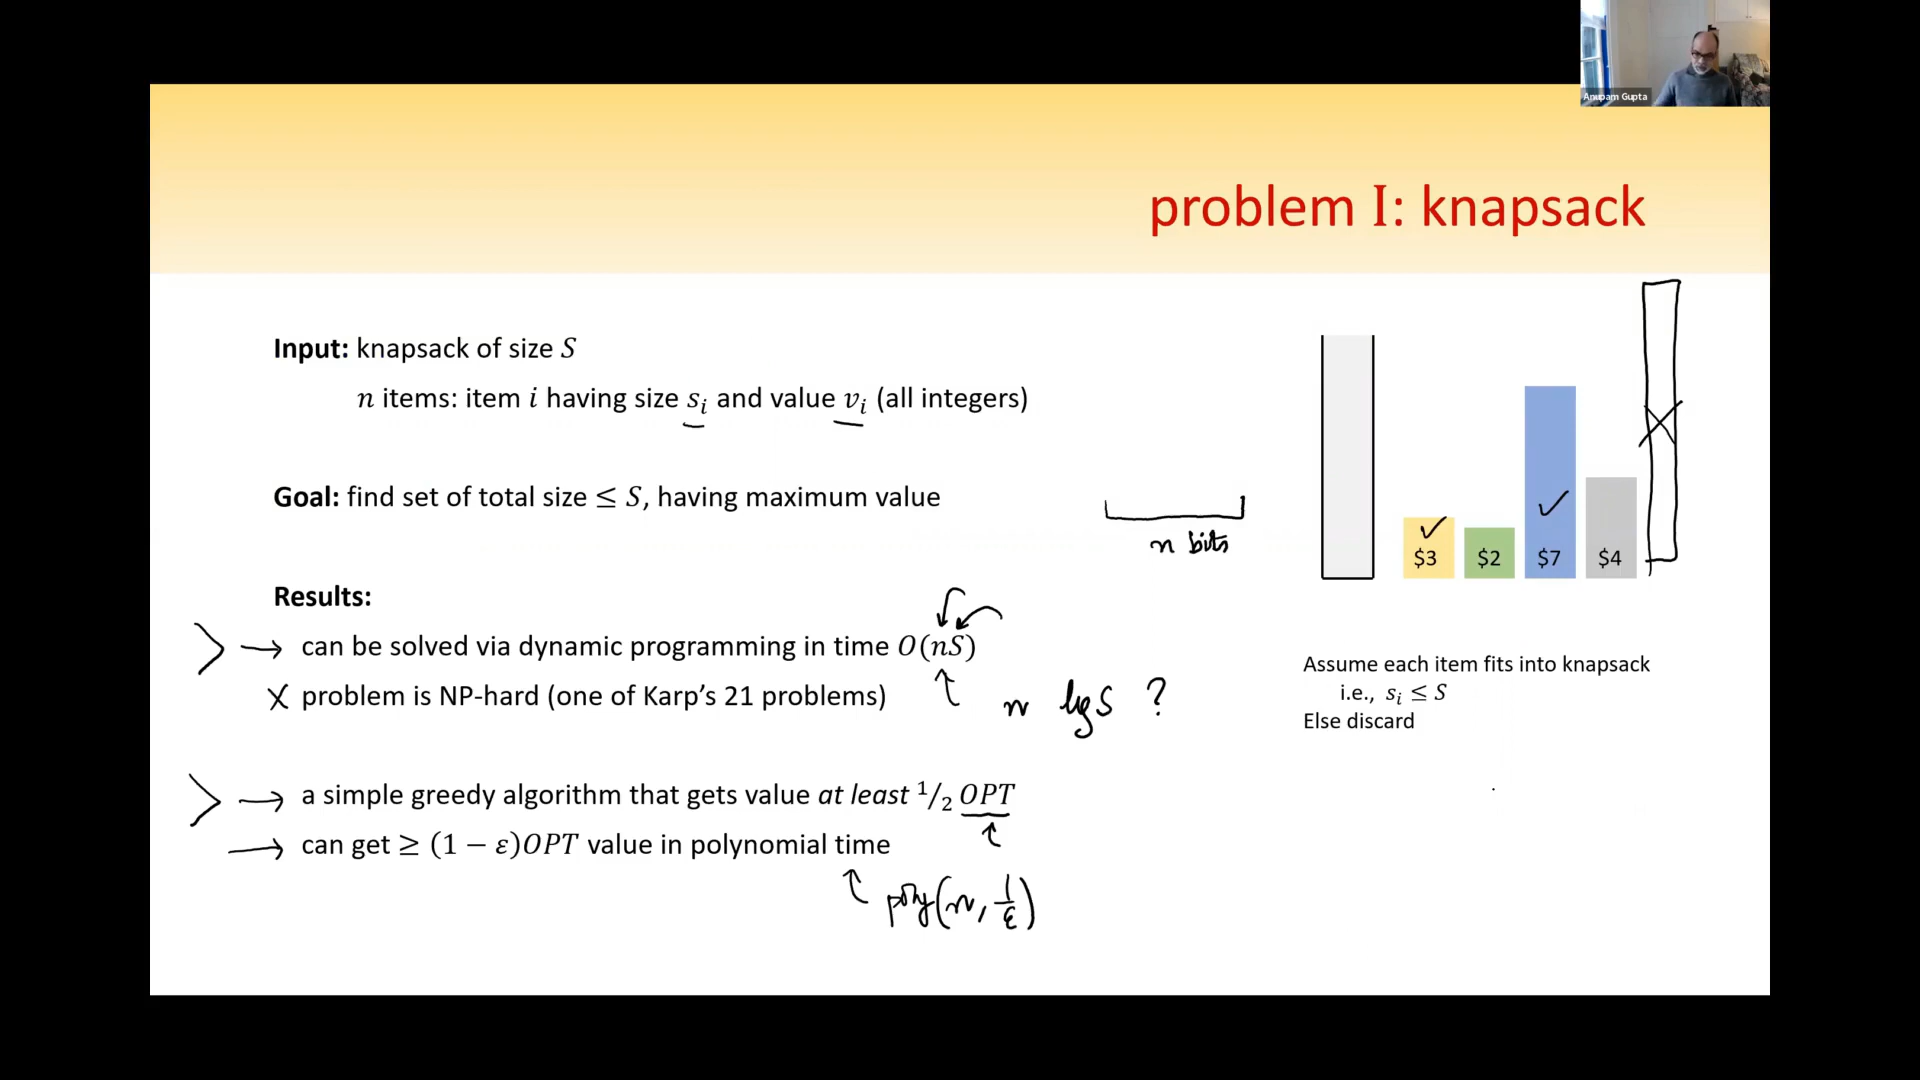 Anupam Gupta
problem I: knapsack
Input: knapsack of size S
n items: item i having size sᵢ and value vᵢ (all integers)
Goal: find set of total size ≤ S, having maximum value
n bits
$3 $2 $7 $4
Results:
→ can be solved via dynamic programming in time O(nS)
X problem is NP-hard (one of Karp’s 21 problems)
n lg S ?
Assume each item fits into knapsack
i.e., sᵢ ≤ S
Else discard
→ a simple greedy algorithm that gets value at least 1/2 OPT
→ can get ≥ (1 − ε)OPT value in polynomial time
poly(n, 1/ε)